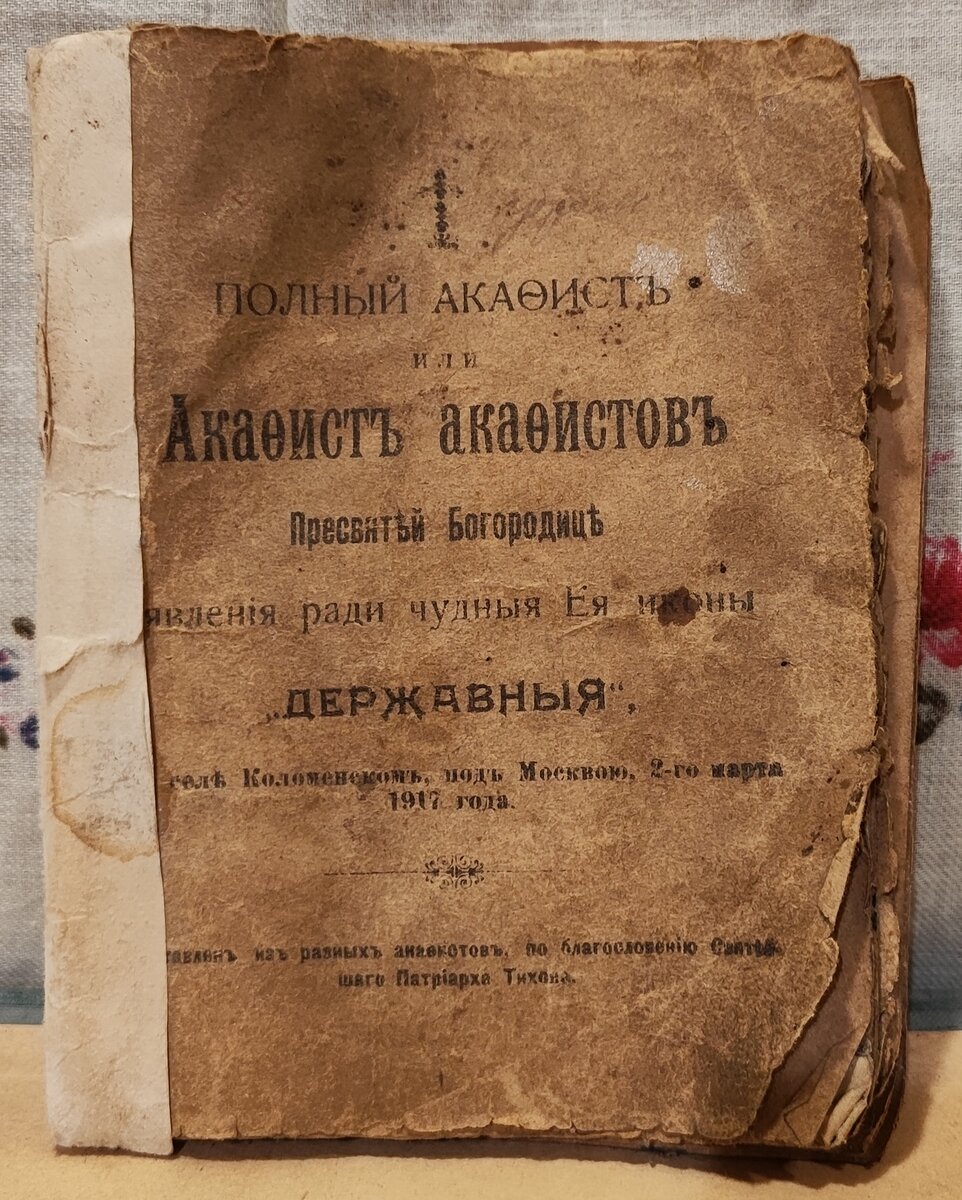 ПОЛНЫЙ АКАѲИСТЪ
или
Акаѳистъ акаѳистовъ
Пресвятѣй Богородицѣ
явленія ради чудныя Ея иконы
„ДЕРЖАВНЫЯ“,
селѣ Коломенскомъ, подъ Москвою, 2-го марта
1917 года.
тавленъ изъ разныхъ акаѳистовъ, по благословенію Святѣй-
шаго Патріарха Тихона.